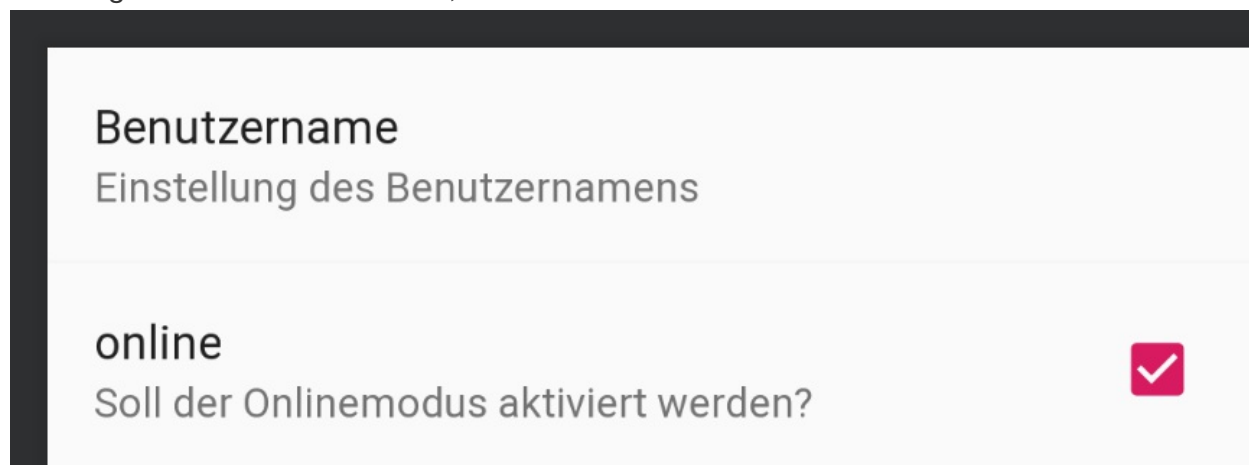 Benutzername
Einstellung des Benutzernamens
online
Soll der Onlinemodus aktiviert werden?